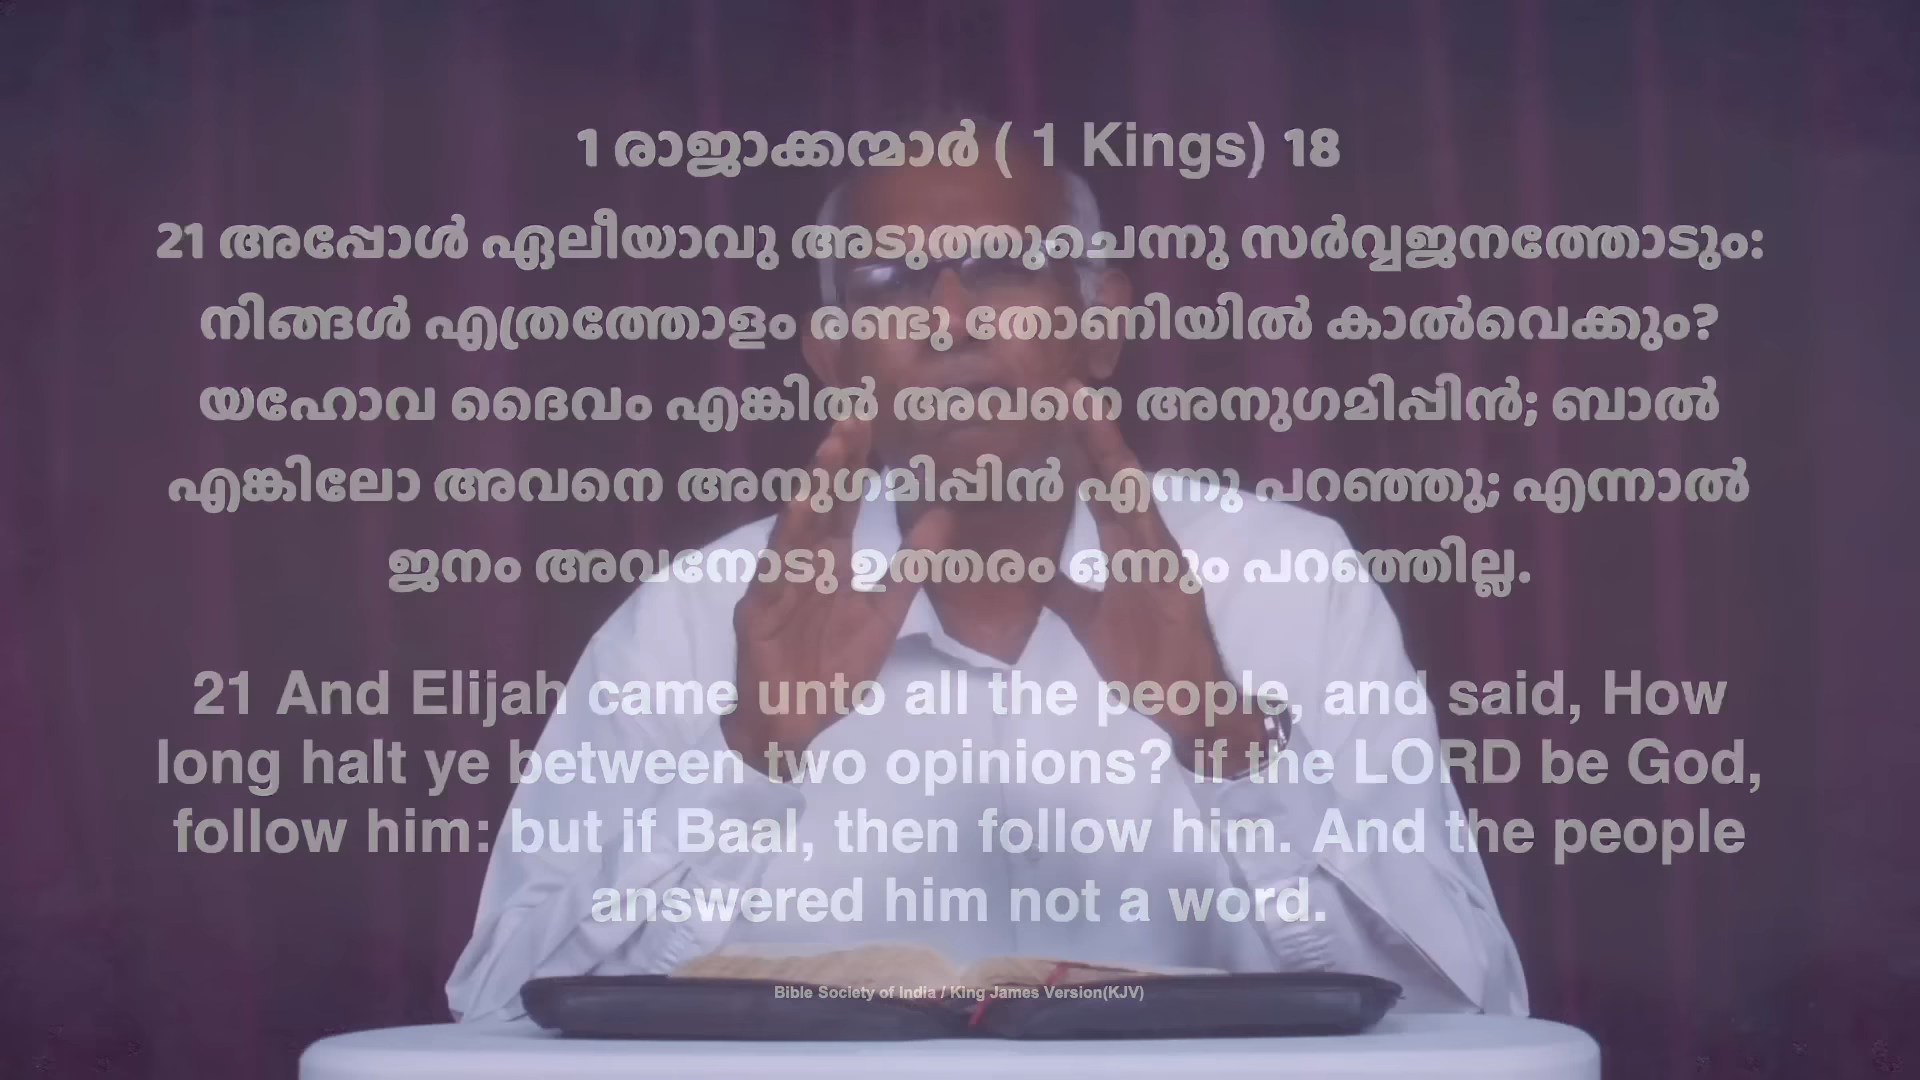 1 രാജാക്കന്മാർ ( 1 Kings) 18
21 അപ്പോൾ ഏലീയാവു അടുത്തുചെന്നു സർവ്വജനത്തോടും:
നിങ്ങൾ എത്രത്തോളം രണ്ടു തോണിയിൽ കാൽവെക്കും?
യഹോവ ദൈവം എങ്കിൽ അവനെ അനുഗമിപ്പിൻ; ബാൽ
എങ്കിലോ അവനെ അനുഗമിപ്പിൻ എന്നു പറഞ്ഞു; എന്നാൽ
ജനം അവനോടു ഉത്തരം ഒന്നും പറഞ്ഞില്ല.
21 And Elijah came unto all the people, and said, How
long halt ye between two opinions? if the LORD be God,
follow him: but if Baal, then follow him. And the people
answered him not a word.
Bible Society of India / King James Version(KJV)